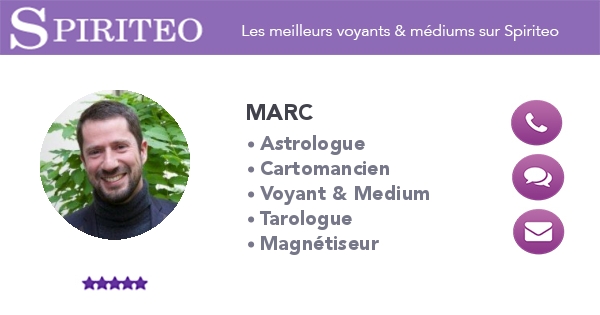 SPIRITEO
Les meilleurs voyants & médiums sur Spiriteo
MARC
• Astrologue
• Cartomancien
• Voyant & Medium
• Tarologue
• Magnétiseur